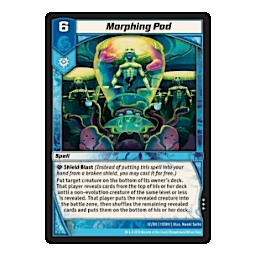 6
Morphing Pod
Spell
Shield Blast (Instead of putting this spell into
your hand from a broken shield, you may cast it for free.)
Put target creature on the bottom of its owner's deck.
That player reveals cards from the top of his or her deck
until a non-evolution creature of the same level or less
is revealed. That player puts the revealed creature into
the battle zone, then shuffles the remaining revealed
cards and puts them on the bottom of his or her deck.